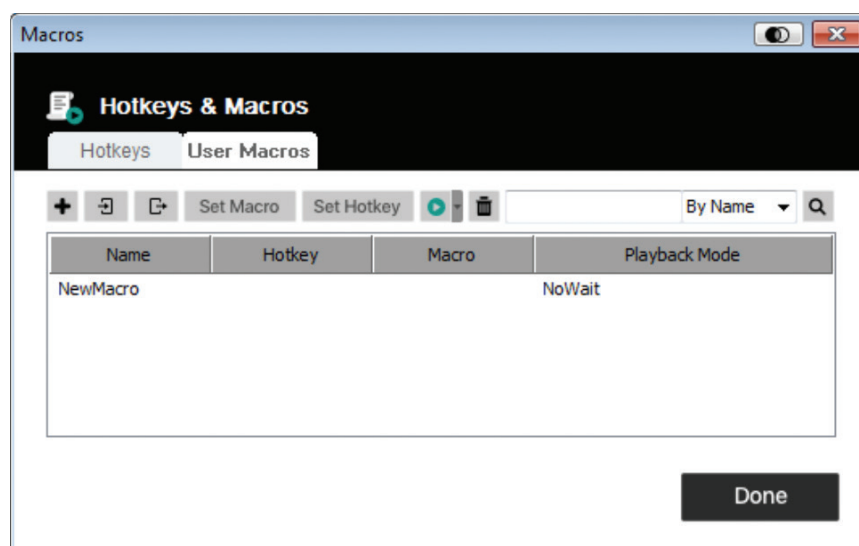 Macros
Hotkeys & Macros
Hotkeys User Macros
Set Macro Set Hotkey By Name
Name Hotkey Macro Playback Mode
NewMacro NoWait
Done